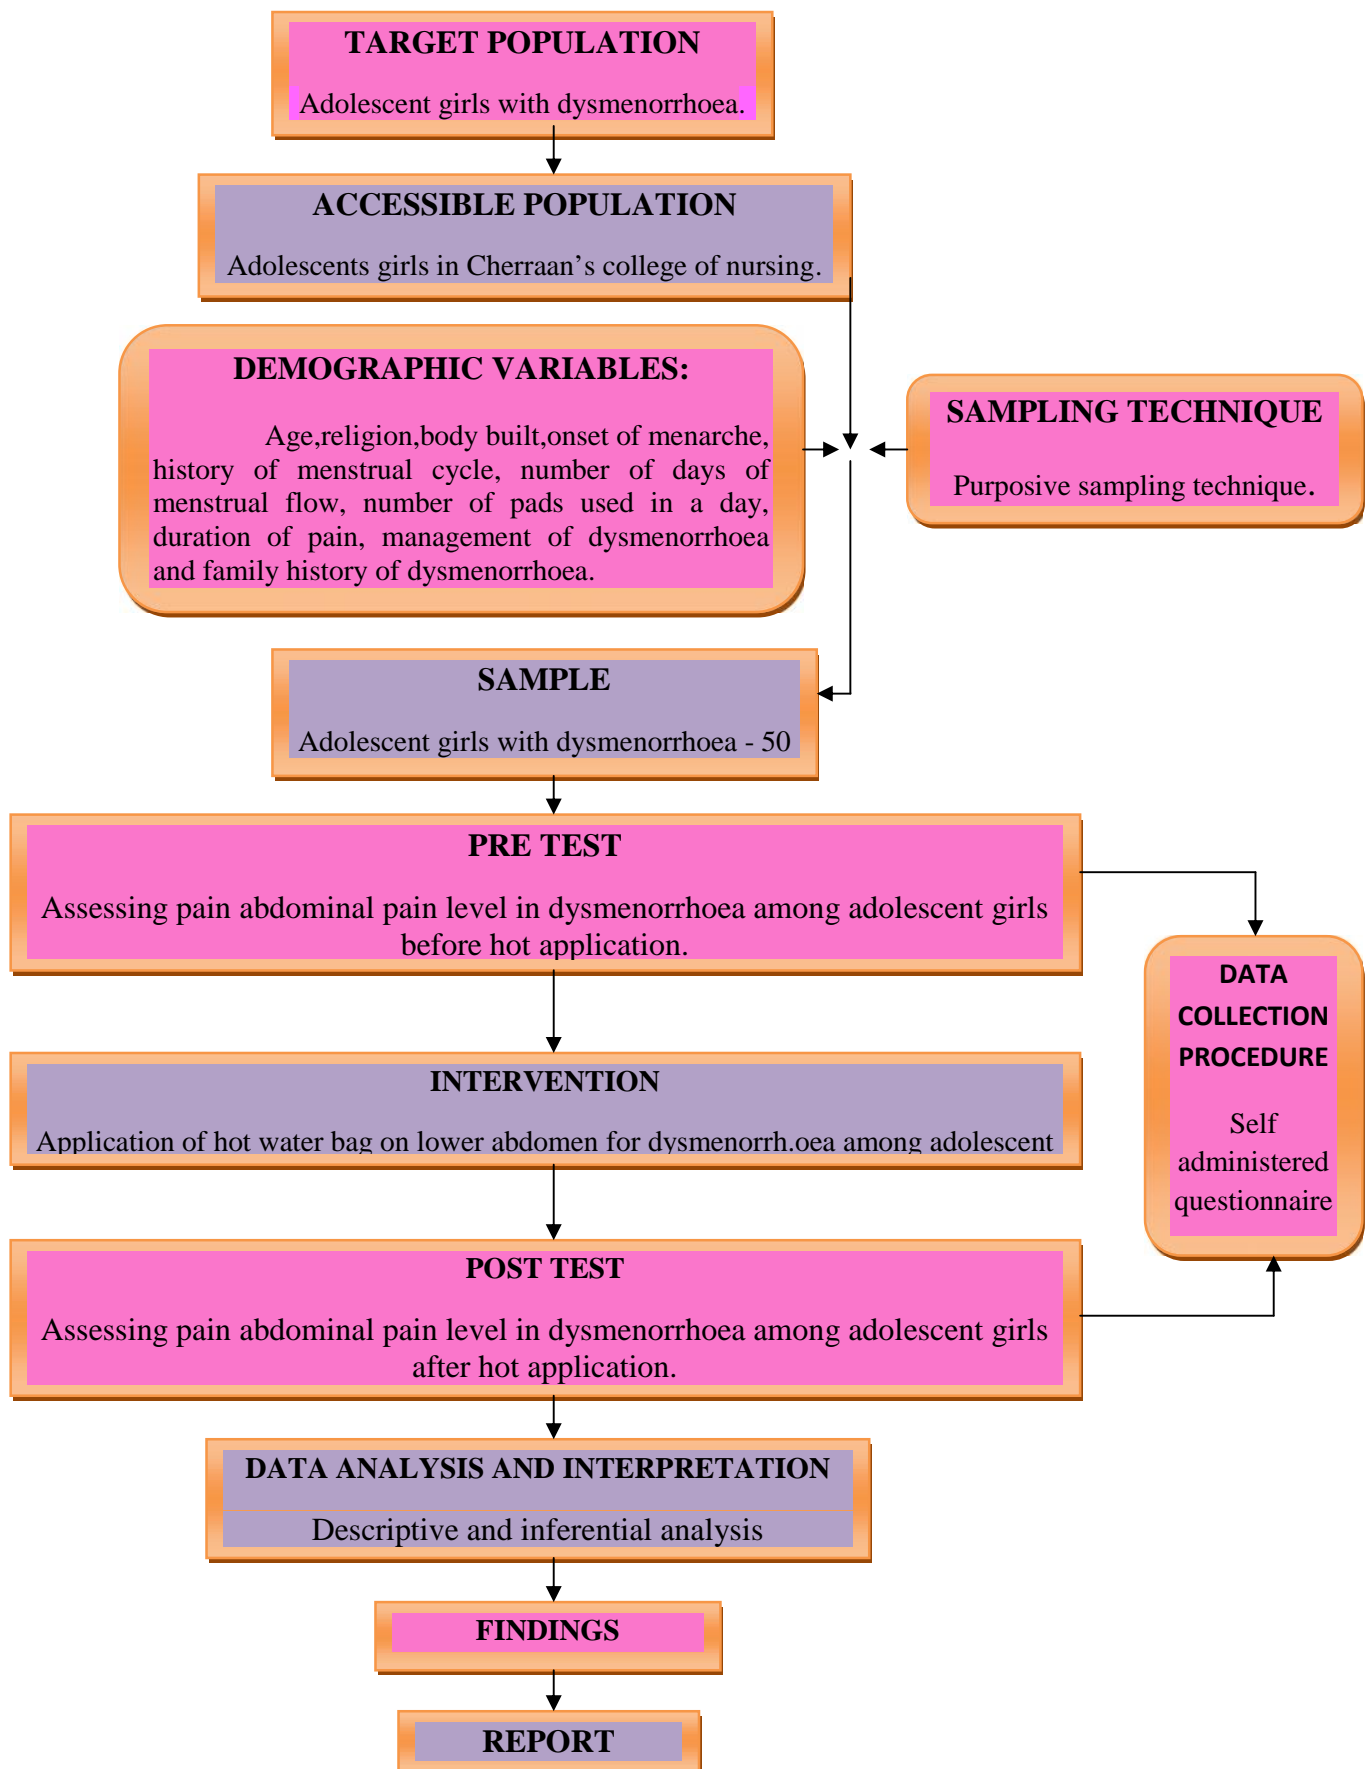 TARGET POPULATION
Adolescent girls with dysmenorrhoea.
ACCESSIBLE POPULATION
Adolescents girls in Cherraan’s college of nursing.
DEMOGRAPHIC VARIABLES:
Age,religion,body built,onset of menarche,
history of menstrual cycle, number of days of
menstrual flow, number of pads used in a day,
duration of pain, management of dysmenorrhoea
and family history of dysmenorrhoea.
SAMPLING TECHNIQUE
Purposive sampling technique.
SAMPLE
Adolescent girls with dysmenorrhoea - 50
PRE TEST
Assessing pain abdominal pain level in dysmenorrhoea among adolescent girls
before hot application.
DATA
COLLECTION
PROCEDURE
Self
administered
questionnaire
INTERVENTION
Application of hot water bag on lower abdomen for dysmenorrh.oea among adolescent
POST TEST
Assessing pain abdominal pain level in dysmenorrhoea among adolescent girls
after hot application.
DATA ANALYSIS AND INTERPRETATION
Descriptive and inferential analysis
FINDINGS
REPORT